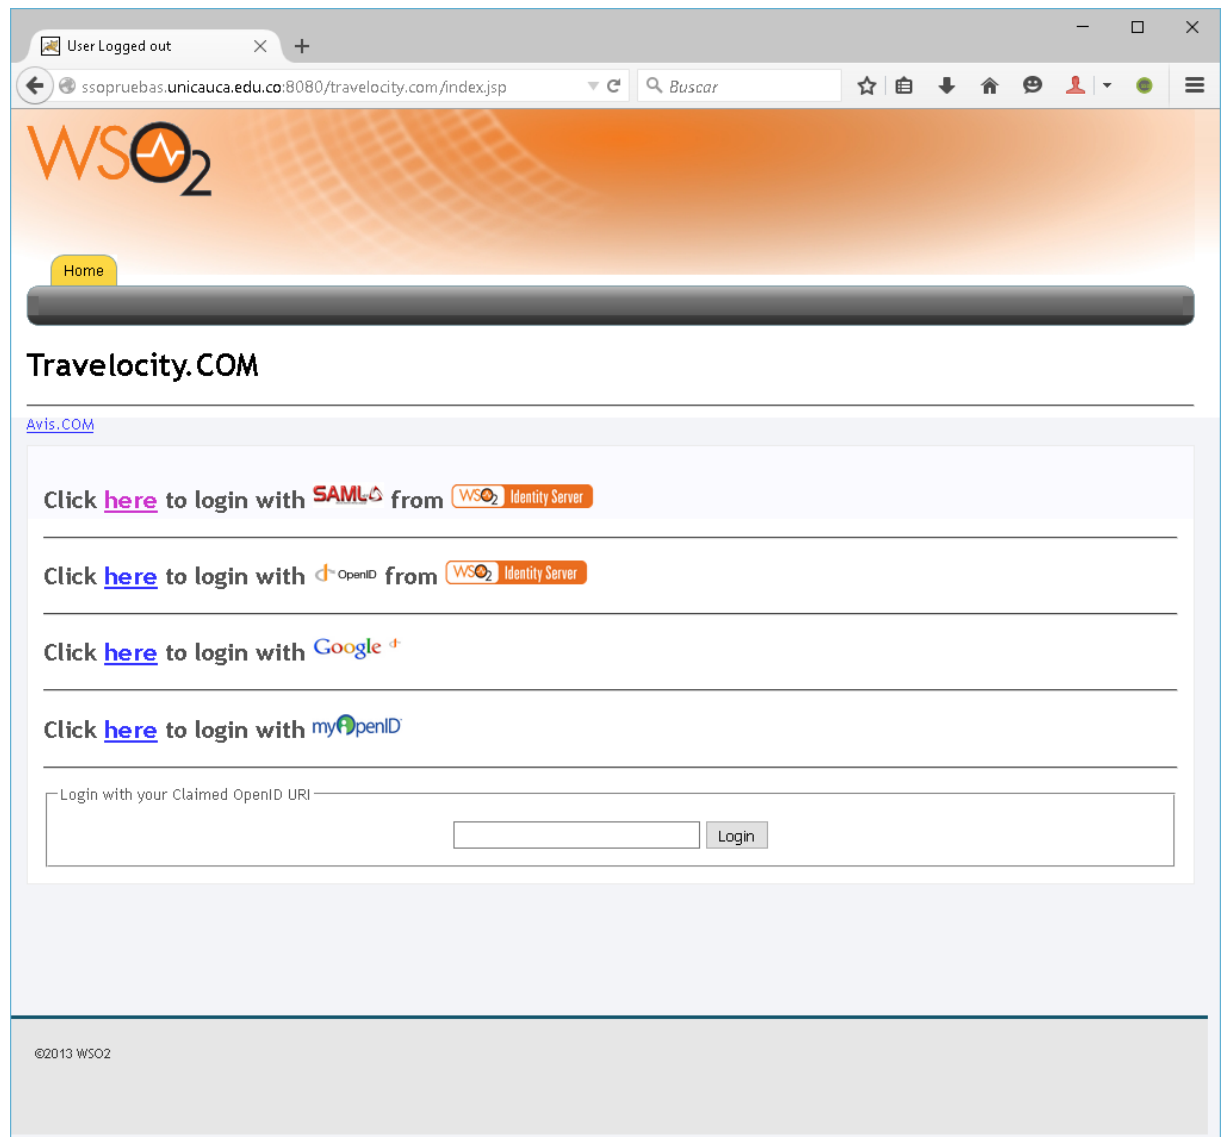 User Logged out
ssopruebas.unicauca.edu.co:8080/travelocity.com/index.jsp
Buscar
WSO2
Home
Travelocity.COM
Avis.COM
Click here to login with SAML from WSO2 Identity Server
Click here to login with OpenID from WSO2 Identity Server
Click here to login with Google
Click here to login with myOpenID
Login with your Claimed OpenID URI
Login
©2013 WSO2